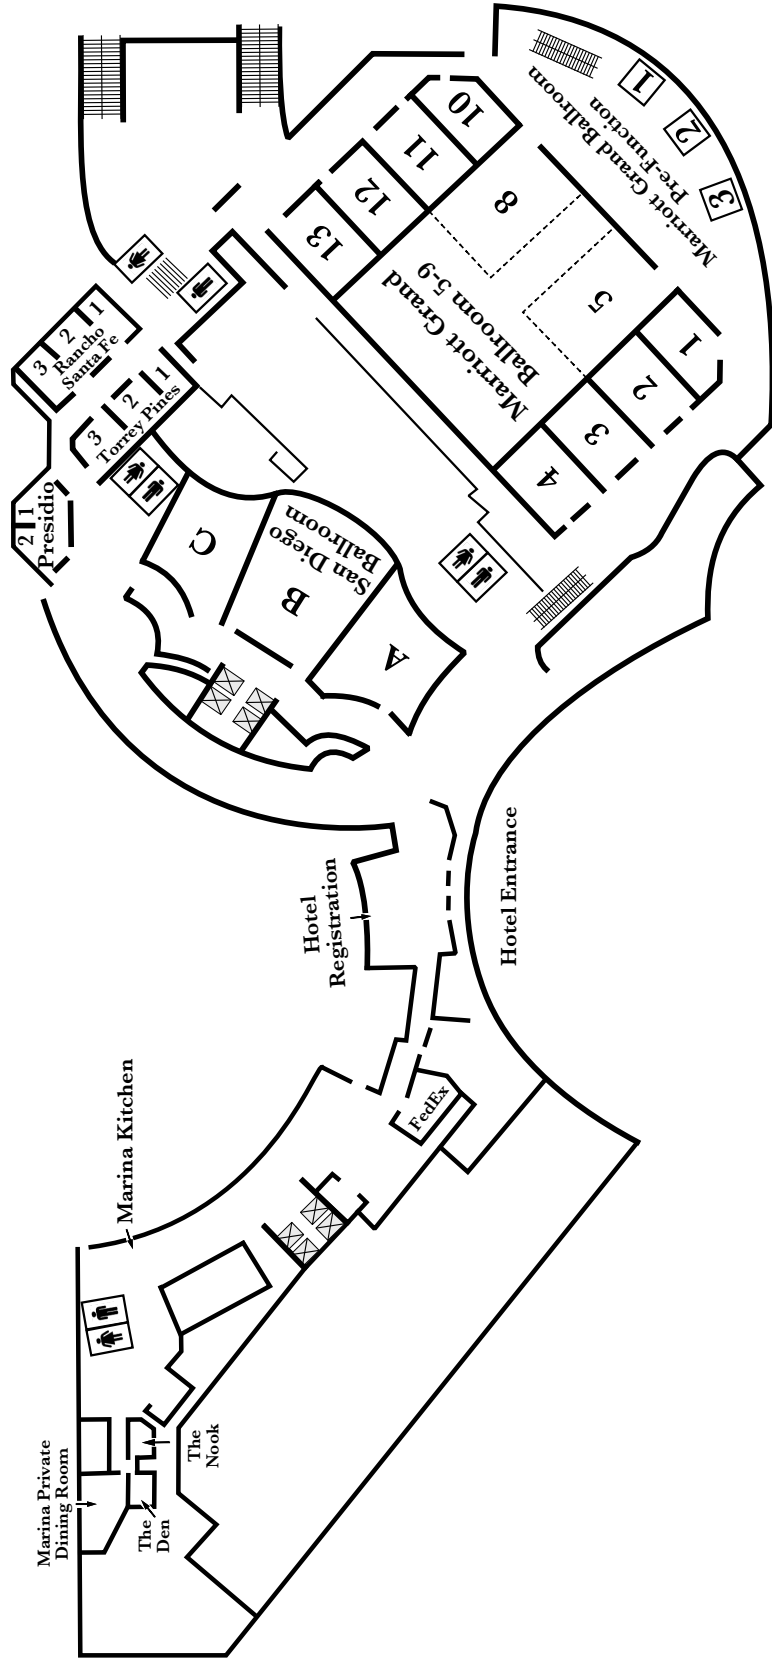 10
11
12
13
8
5
Marriott Grand
Ballroom 5-9
Marriott Grand Ballroom
Pre-Function
1
2
3
1
2
3
4
3
2
1
Rancho
Santa Fe
3
2
1
Torrey Pines
2
1
Presidio
C
B
A
San Diego
Ballroom
Hotel
Registration
Hotel Entrance
FedEx
Marina Kitchen
Marina Private
Dining Room
The
Nook
The
Den